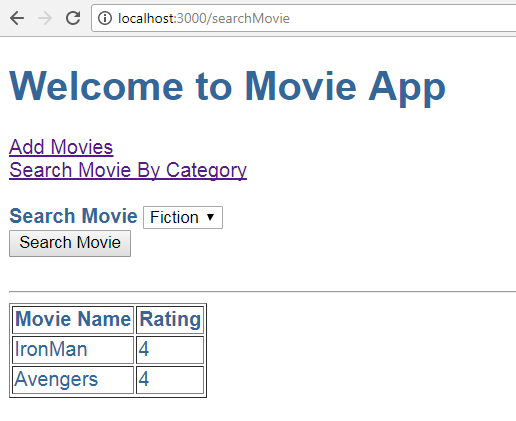 localhost:3000/searchMovie
Welcome to Movie App
Add Movies
Search Movie By Category
Search Movie Fiction
Search Movie
Movie Name Rating
IronMan 4
Avengers 4